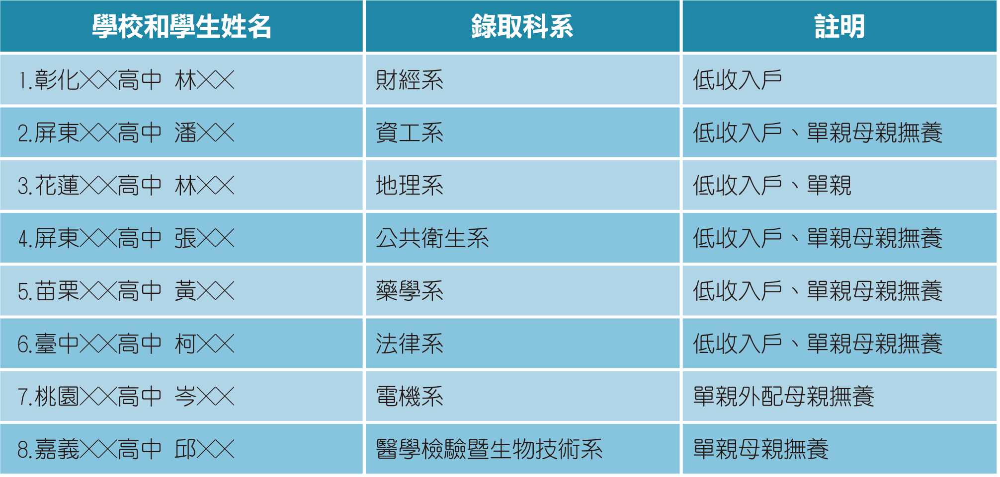 學校和學生姓名 錄取科系 註明
1.彰化╳╳高中 林╳╳ 財經系 低收入戶
2.屏東╳╳高中 潘╳╳ 資工系 低收入戶、單親母親撫養
3.花蓮╳╳高中 林╳╳ 地理系 低收入戶、單親
4.屏東╳╳高中 張╳╳ 公共衛生系 低收入戶、單親母親撫養
5.苗栗╳╳高中 黃╳╳ 藥學系 低收入戶、單親母親撫養
6.臺中╳╳高中 柯╳╳ 法律系 低收入戶、單親母親撫養
7.桃園╳╳高中 岑╳╳ 電機系 單親外配母親撫養
8.嘉義╳╳高中 邱╳╳ 醫學檢驗暨生物技術系 單親母親撫養